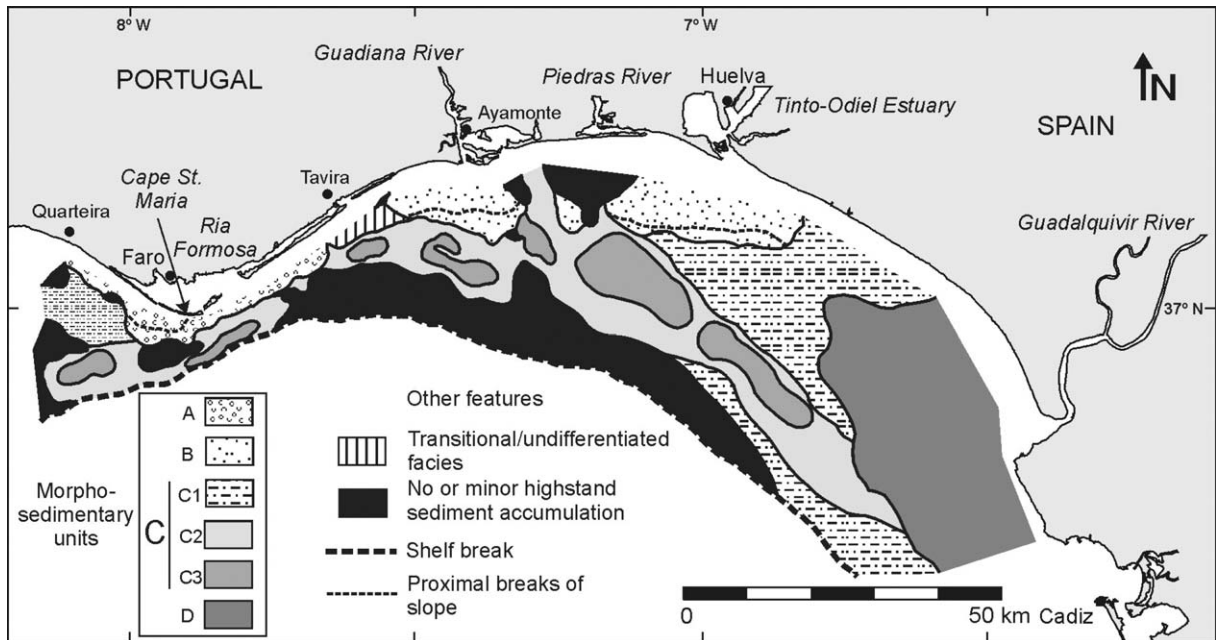 8° W
7° W
Guadiana River
PORTUGAL
Piedras River
Huelva
N
Ayamonte
Tinto-Odiel Estuary
SPAIN
Cape St.
Maria
Tavira
Quarteira
Ria
Formosa
Guadalquivir River
Faro
37° N
Other features
A
Transitional/undifferentiated
facies
B
C1
No or minor highstand
sediment accumulation
Morpho-
sedimentary
units
C
C2
Shelf break
C3
Proximal breaks of
slope
D
0
50 km
Cadiz